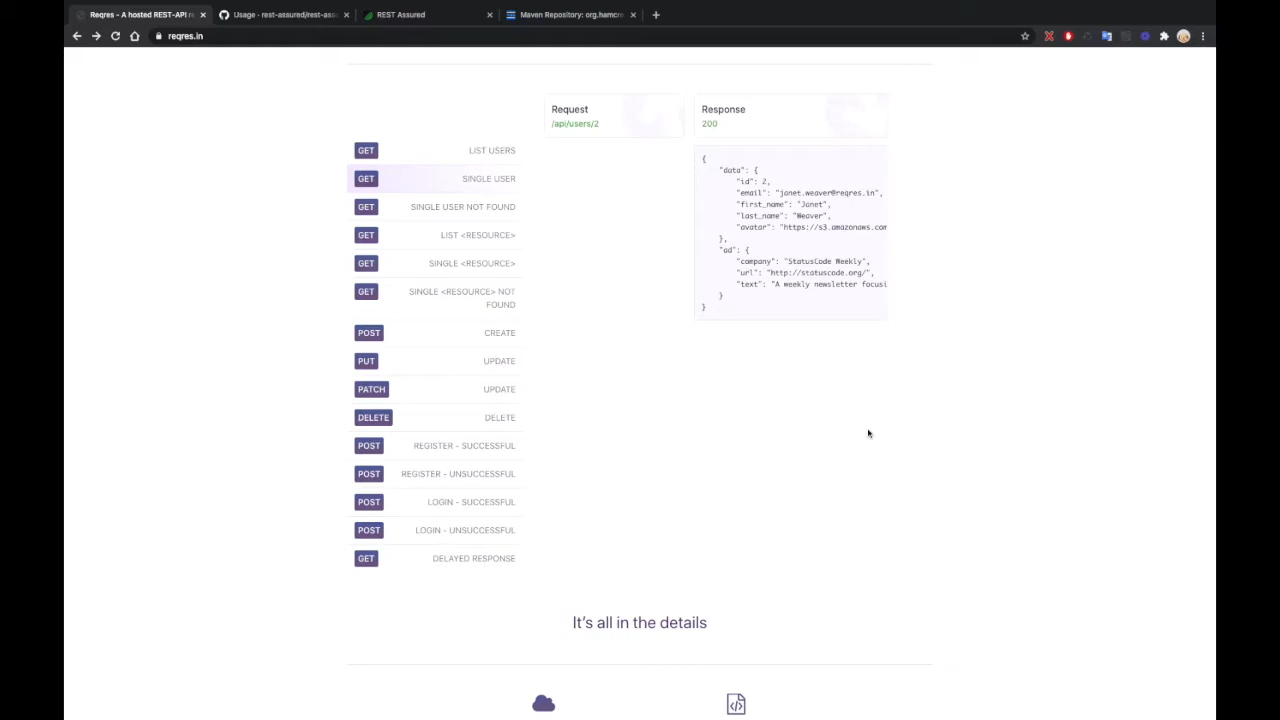 Reqres - A hosted REST-API r
Usage · rest-assured/rest-ass
REST Assured
Maven Repository: org.hamcre
reqres.in
Request
/api/users/2
Response
200
GET LIST USERS
GET SINGLE USER
GET SINGLE USER NOT FOUND
GET LIST <RESOURCE>
GET SINGLE <RESOURCE>
GET SINGLE <RESOURCE> NOT
FOUND
POST CREATE
PUT UPDATE
PATCH UPDATE
DELETE DELETE
POST REGISTER - SUCCESSFUL
POST REGISTER - UNSUCCESSFUL
POST LOGIN - SUCCESSFUL
POST LOGIN - UNSUCCESSFUL
GET DELAYED RESPONSE
{
"data": {
"id": 2,
"email": "janet.weaver@reqres.in",
"first_name": "Janet",
"last_name": "Weaver",
"avatar": "https://s3.amazonaws.com
},
"ad": {
"company": "StatusCode Weekly",
"url": "http://statuscode.org/",
"text": "A weekly newsletter focusi
}
}
It's all in the details